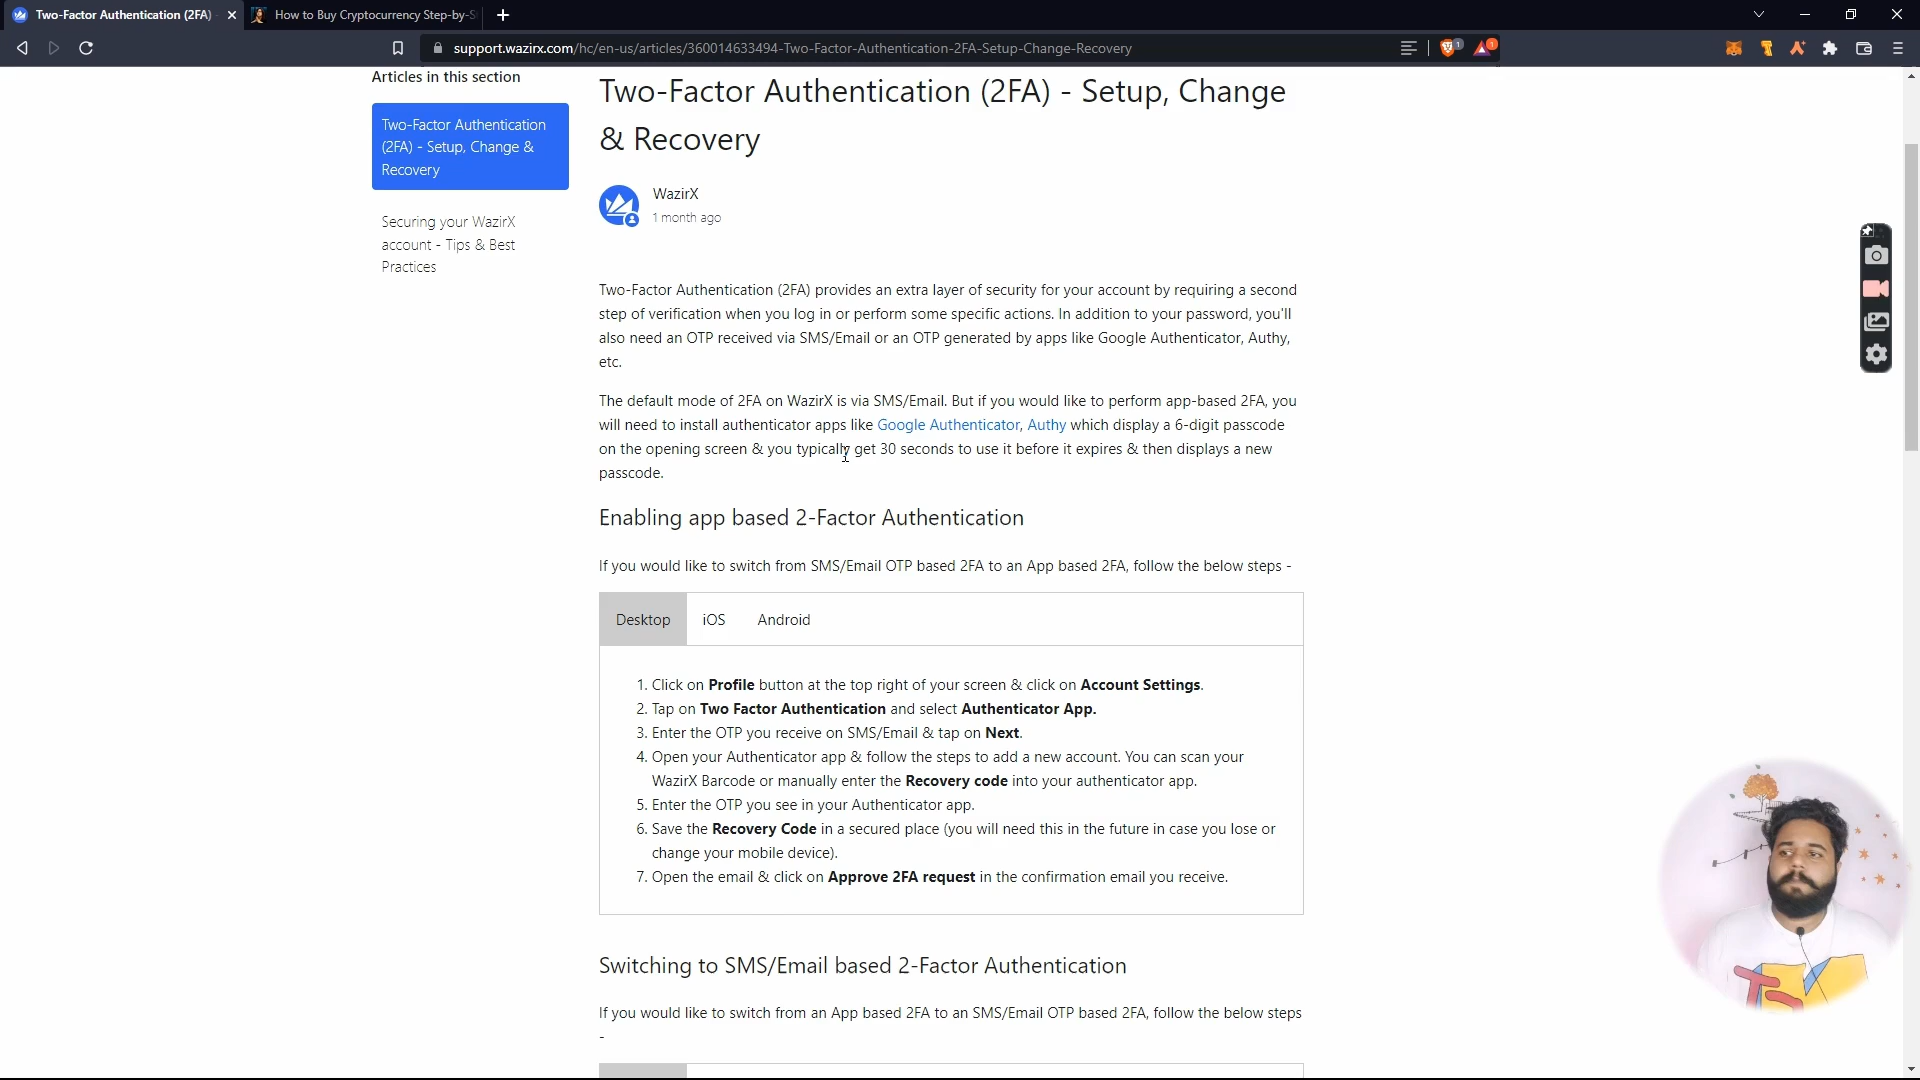 Two-Factor Authentication (2FA) -
How to Buy Cryptocurrency Step-by-S
support.wazirx.com/hc/en-us/articles/360014633494-Two-Factor-Authentication-2FA-Setup-Change-Recovery
1
1
Articles in this section
Two-Factor Authentication
(2FA) - Setup, Change &
Recovery
Securing your WazirX
account - Tips & Best
Practices
Two-Factor Authentication (2FA) - Setup, Change
& Recovery
WazirX
1 month ago
Two-Factor Authentication (2FA) provides an extra layer of security for your account by requiring a second
step of verification when you log in or perform some specific actions. In addition to your password, you'll
also need an OTP received via SMS/Email or an OTP generated by apps like Google Authenticator, Authy,
etc.
The default mode of 2FA on WazirX is via SMS/Email. But if you would like to perform app-based 2FA, you
will need to install authenticator apps like Google Authenticator, Authy which display a 6-digit passcode
on the opening screen & you typically get 30 seconds to use it before it expires & then displays a new
passcode.
Enabling app based 2-Factor Authentication
If you would like to switch from SMS/Email OTP based 2FA to an App based 2FA, follow the below steps -
Desktop iOS Android
1. Click on Profile button at the top right of your screen & click on Account Settings.
2. Tap on Two Factor Authentication and select Authenticator App.
3. Enter the OTP you receive on SMS/Email & tap on Next.
4. Open your Authenticator app & follow the steps to add a new account. You can scan your
WazirX Barcode or manually enter the Recovery code into your authenticator app.
5. Enter the OTP you see in your Authenticator app.
6. Save the Recovery Code in a secured place (you will need this in the future in case you lose or
change your mobile device).
7. Open the email & click on Approve 2FA request in the confirmation email you receive.
Switching to SMS/Email based 2-Factor Authentication
If you would like to switch from an App based 2FA to an SMS/Email OTP based 2FA, follow the below steps
-